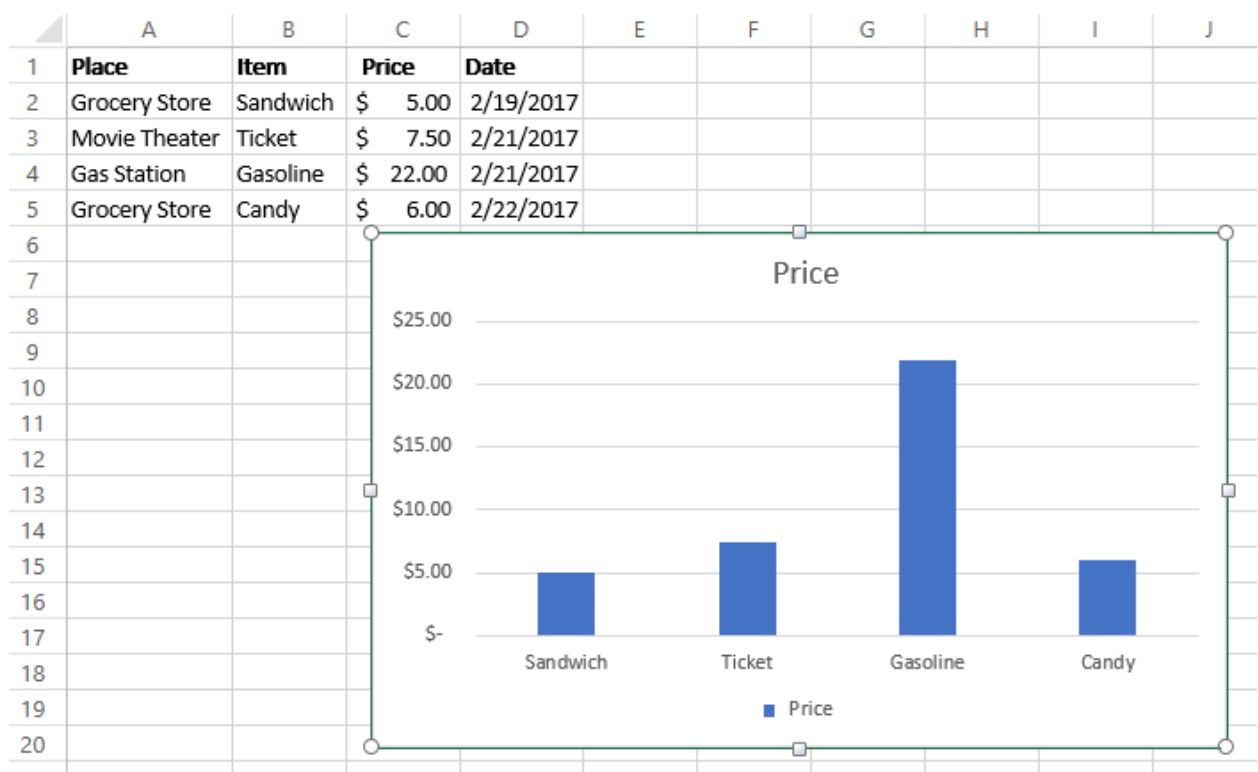 A B C D E F G H I J
1 Place Item Price Date
2 Grocery Store Sandwich $ 5.00 2/19/2017
3 Movie Theater Ticket $ 7.50 2/21/2017
4 Gas Station Gasoline $ 22.00 2/21/2017
5 Grocery Store Candy $ 6.00 2/22/2017
6
7 Price
8 $25.00
9
10 $20.00
11
12 $15.00
13
14 $10.00
15 $5.00
16
17 $-
18 Sandwich Ticket Gasoline Candy
19 Price
20